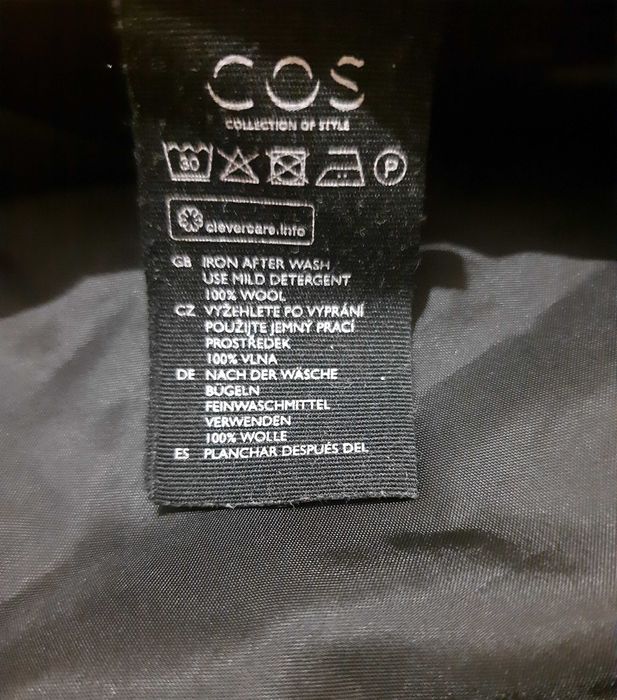 COS
COLLECTION OF STYLE
30 P
clevercare.info
GB IRON AFTER WASH
USE MILD DETERGENT
100% WOOL
CZ VYŽEHLETE PO VYPRÁNÍ
POUŽIJTE JEMNÝ PRACÍ
PROSTŘEDEK
100% VLNA
DE NACH DER WÄSCHE
BÜGELN
FEINWASCHMITTEL
VERWENDEN
100% WOLLE
ES PLANCHAR DESPUÉS DEL